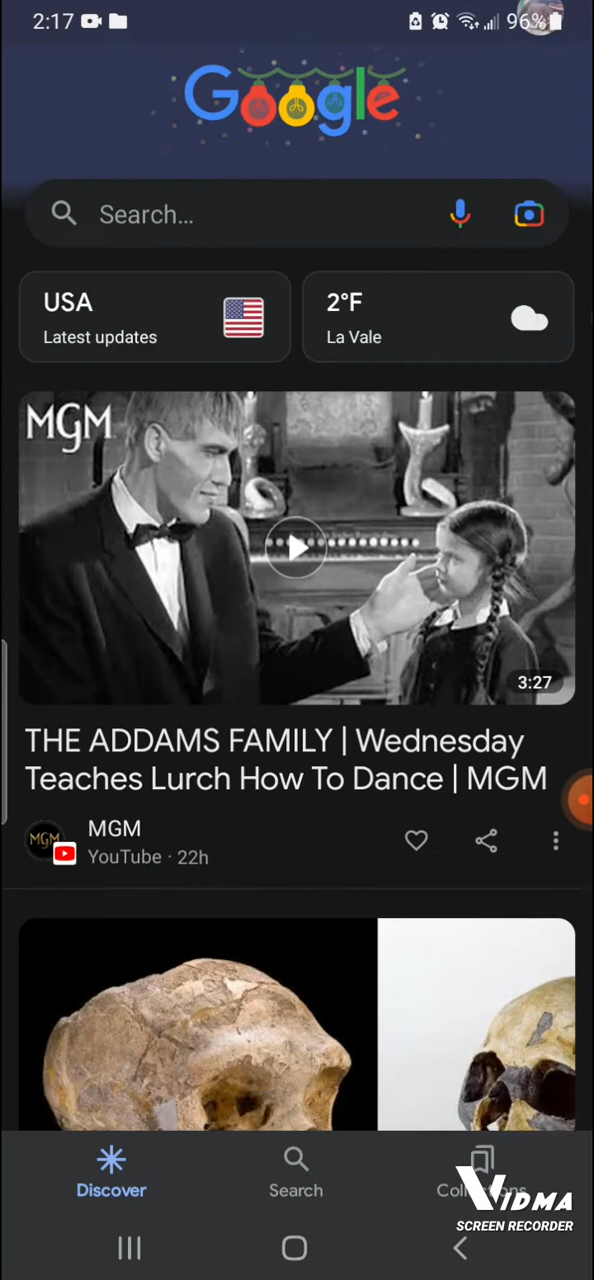 2:17
96%
Google
Search...
USA
Latest updates
2°F
La Vale
MGM
3:27
THE ADDAMS FAMILY | Wednesday
Teaches Lurch How To Dance | MGM
MGM
MGM
YouTube · 22h
Discover
Search
VIDMA
SCREEN RECORDER